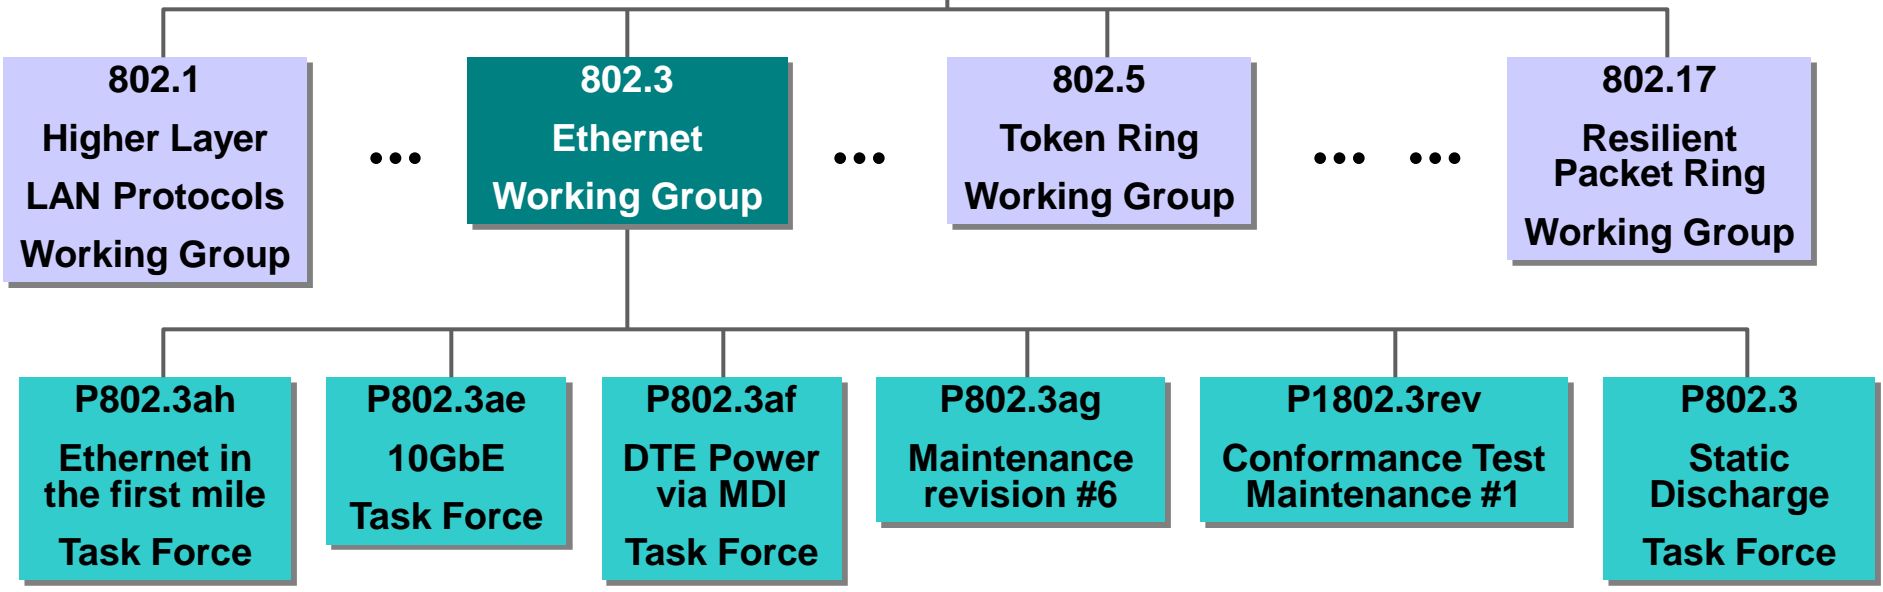 802.1
Higher Layer
LAN Protocols
Working Group
•••
802.3
Ethernet
Working Group
•••
802.5
Token Ring
Working Group
•••
•••
802.17
Resilient
Packet Ring
Working Group
P802.3ah
Ethernet in
the first mile
Task Force
P802.3ae
10GbE
Task Force
P802.3af
DTE Power
via MDI
Task Force
P802.3ag
Maintenance
revision #6
P1802.3rev
Conformance Test
Maintenance #1
P802.3
Static
Discharge
Task Force